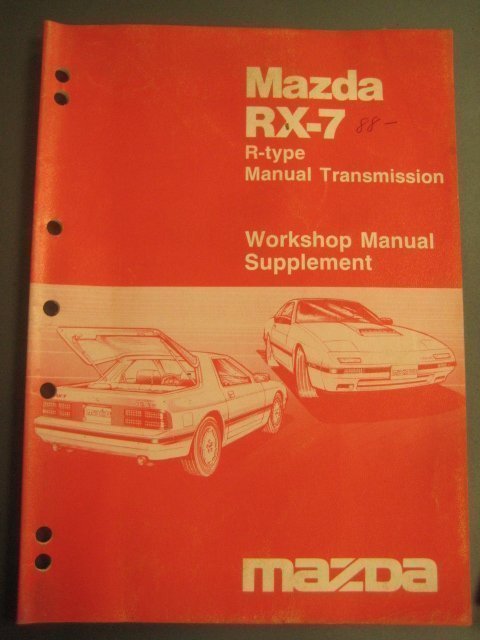 Mazda
RX-7 88-
R-type
Manual Transmission
Workshop Manual
Supplement
mazda